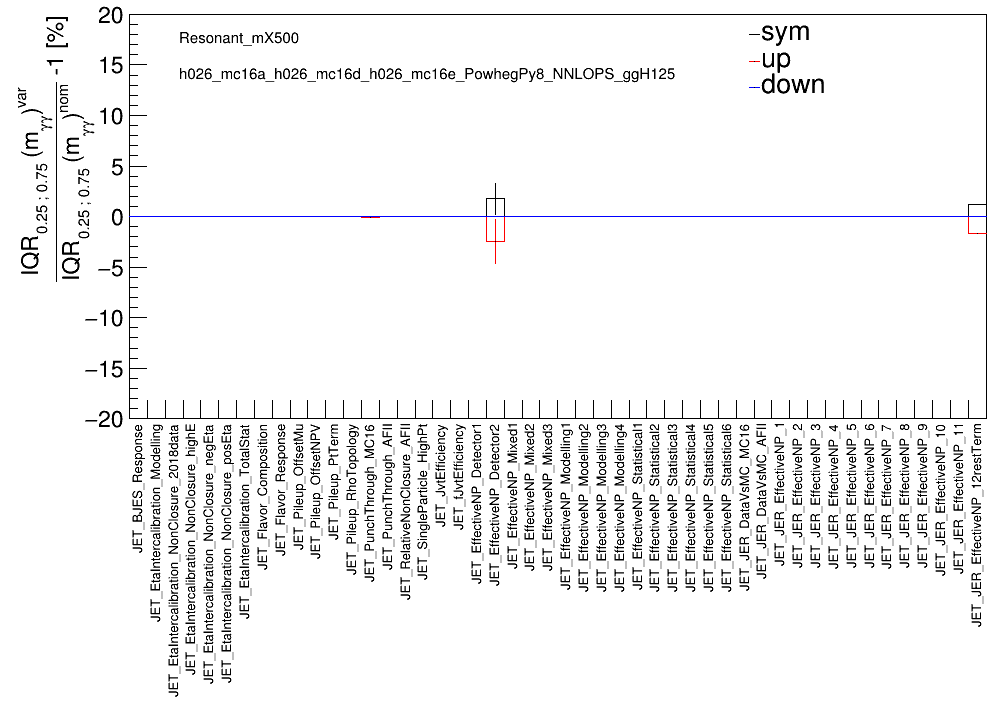 IQR0.25 ; 0.75 (mγγ)var
IQR0.25 ; 0.75 (mγγ)nom -1 [%]
20
15
10
5
0
−5
−10
−15
−20
Resonant_mX500
h026_mc16a_h026_mc16d_h026_mc16e_PowhegPy8_NNLOPS_ggH125
sym
up
down
JET_BJES_Response
JET_EtaIntercalibration_Modelling
JET_EtaIntercalibration_NonClosure_2018data
JET_EtaIntercalibration_NonClosure_highE
JET_EtaIntercalibration_NonClosure_negEta
JET_EtaIntercalibration_NonClosure_posEta
JET_EtaIntercalibration_TotalStat
JET_Flavor_Composition
JET_Flavor_Response
JET_Pileup_OffsetMu
JET_Pileup_OffsetNPV
JET_Pileup_PtTerm
JET_Pileup_RhoTopology
JET_PunchThrough_MC16
JET_PunchThrough_AFII
JET_RelativeNonClosure_AFII
JET_SingleParticle_HighPt
JET_JvtEfficiency
JET_fJvtEfficiency
JET_EffectiveNP_Detector1
JET_EffectiveNP_Detector2
JET_EffectiveNP_Mixed1
JET_EffectiveNP_Mixed2
JET_EffectiveNP_Mixed3
JET_EffectiveNP_Modelling1
JET_EffectiveNP_Modelling2
JET_EffectiveNP_Modelling3
JET_EffectiveNP_Modelling4
JET_EffectiveNP_Statistical1
JET_EffectiveNP_Statistical2
JET_EffectiveNP_Statistical3
JET_EffectiveNP_Statistical4
JET_EffectiveNP_Statistical5
JET_EffectiveNP_Statistical6
JET_JER_DataVsMC_MC16
JET_JER_DataVsMC_AFII
JET_JER_EffectiveNP_1
JET_JER_EffectiveNP_2
JET_JER_EffectiveNP_3
JET_JER_EffectiveNP_4
JET_JER_EffectiveNP_5
JET_JER_EffectiveNP_6
JET_JER_EffectiveNP_7
JET_JER_EffectiveNP_8
JET_JER_EffectiveNP_9
JET_JER_EffectiveNP_10
JET_JER_EffectiveNP_11
JET_JER_EffectiveNP_12restTerm